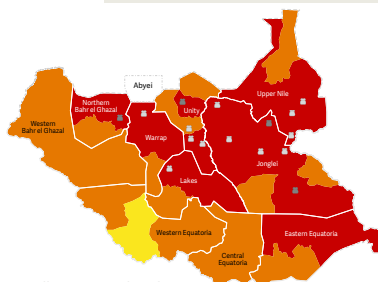 Upper Nile
Abyei
Northern
Bahr el Ghazal
Unity
Western
Bahr el Ghazal
Warrap
Jonglei
Lakes
Western Equatoria
Eastern Equatoria
Central
Equatoria